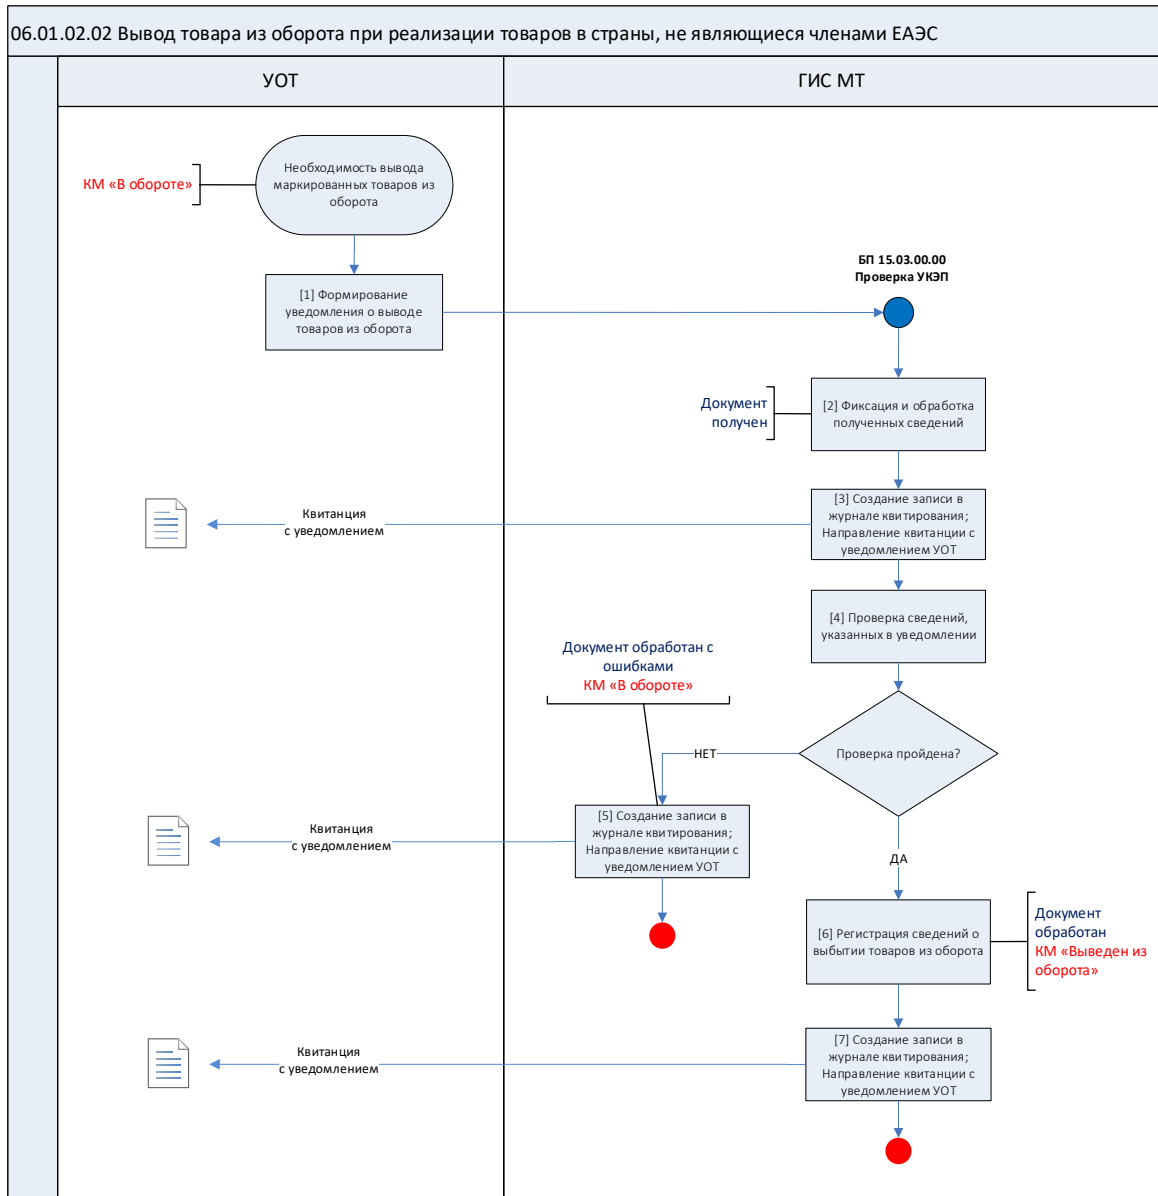 06.01.02.02 Вывод товара из оборота при реализации товаров в страны, не являющиеся членами ЕАЭС
УОТ
ГИС МТ
КМ «В обороте»
Необходимость вывода
маркированных товаров из
оборота
[1] Формирование
уведомления о выводе
товаров из оборота
БП 15.03.00.00
Проверка УКЭП
Документ
получен
[2] Фиксация и обработка
полученных сведений
[3] Создание записи в
журнале квитирования;
Направление квитанции с
уведомлением УОТ
Квитанция
с уведомлением
[4] Проверка сведений,
указанных в уведомлении
Документ обработан с
ошибками
КМ «В обороте»
Проверка пройдена?
НЕТ
[5] Создание записи в
журнале квитирования;
Направление квитанции с
уведомлением УОТ
Квитанция
с уведомлением
ДА
[6] Регистрация сведений о
выбытии товаров из оборота
Документ
обработан
КМ «Выведен из
оборота»
[7] Создание записи в
журнале квитирования;
Направление квитанции с
уведомлением УОТ
Квитанция
с уведомлением